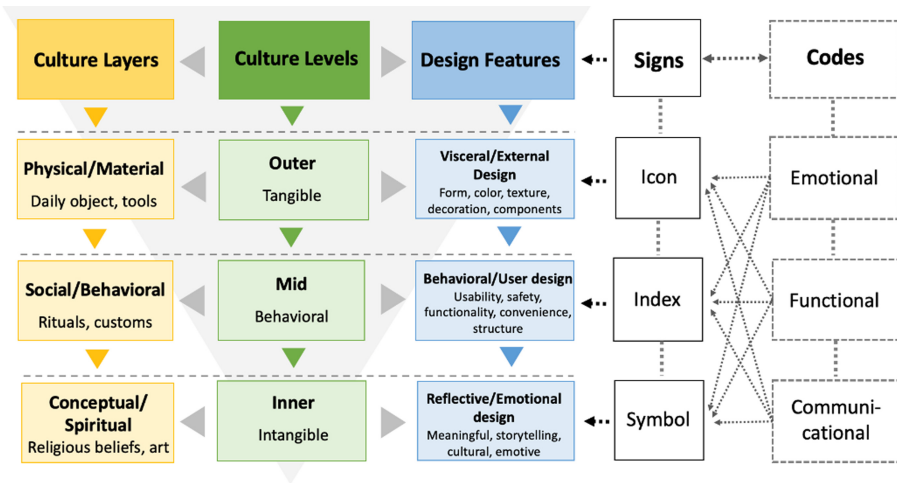 Culture Layers
Culture Levels
Design Features
Signs
Codes
Physical/Material
Daily object, tools
Outer
Tangible
Visceral/External
Design
Form, color, texture,
decoration, components
Icon
Emotional
Social/Behavioral
Rituals, customs
Mid
Behavioral
Behavioral/User design
Usability, safety,
functionality, convenience,
structure
Index
Functional
Conceptual/
Spiritual
Religious beliefs, art
Inner
Intangible
Reflective/Emotional
design
Meaningful, storytelling,
cultural, emotive
Symbol
Communi-
cational